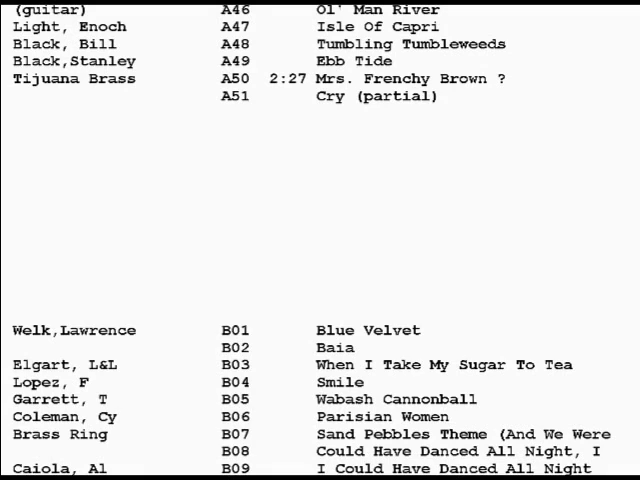 (guitar) A46 Ol' Man River
Light, Enoch A47 Isle Of Capri
Black, Bill A48 Tumbling Tumbleweeds
Black,Stanley A49 Ebb Tide
Tijuana Brass A50 2:27 Mrs. Frenchy Brown ?
A51 Cry (partial)
Welk,Lawrence B01 Blue Velvet
B02 Baia
Elgart, L&L B03 When I Take My Sugar To Tea
Lopez, F B04 Smile
Garrett, T B05 Wabash Cannonball
Coleman, Cy B06 Parisian Women
Brass Ring B07 Sand Pebbles Theme (And We Were
B08 Could Have Danced All Night, I
Caiola, Al B09 I Could Have Danced All Night